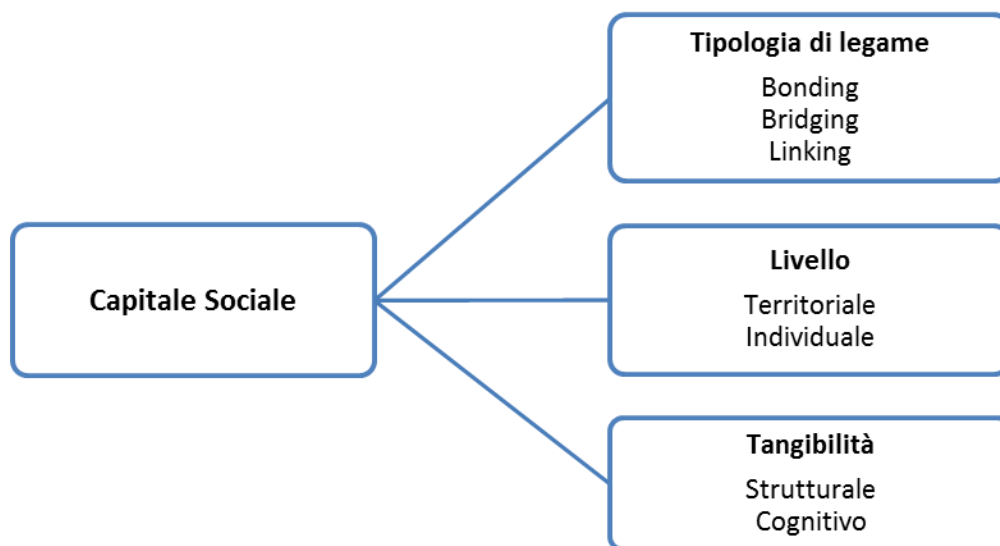 Capitale Sociale
Tipologia di legame
Bonding
Bridging
Linking
Livello
Territoriale
Individuale
Tangibilità
Strutturale
Cognitivo